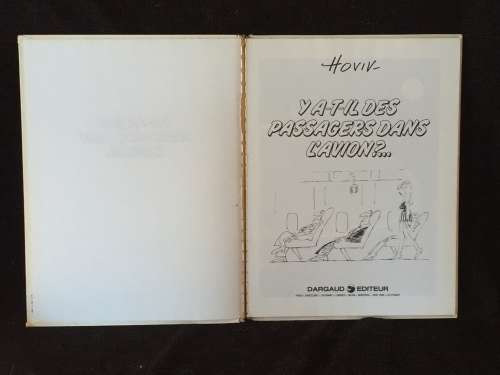 HOVIV
Y A-T-IL DES
PASSAGERS DANS
L'AVION?...
DARGAUD EDITEUR